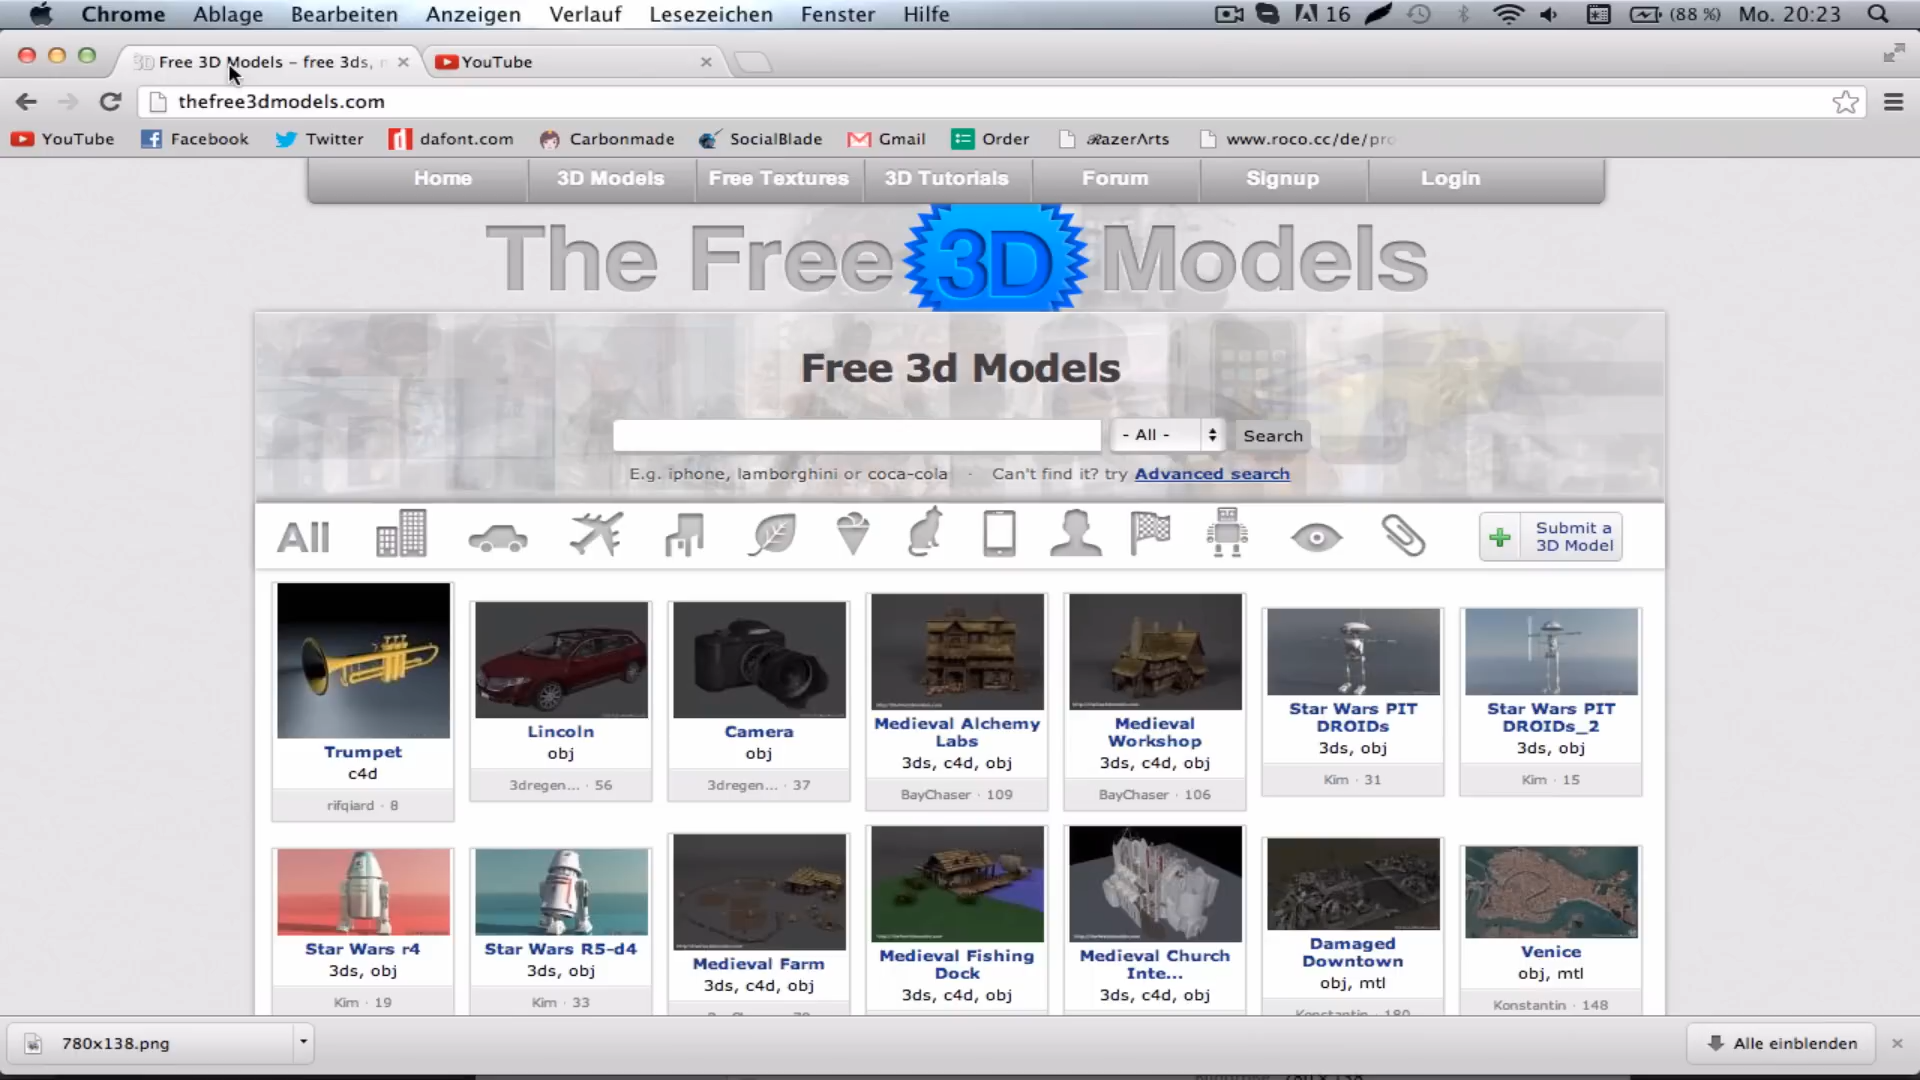 Chrome Ablage Bearbeiten Anzeigen Verlauf Lesezeichen Fenster Hilfe 16 (88 %) Mo. 20:23
Free 3D Models – free 3ds, YouTube
thefree3dmodels.com
YouTube Facebook Twitter dafont.com Carbonmade SocialBlade Gmail Order RazerArts www.roco.cc/de/pro
Home 3D Models Free Textures 3D Tutorials Forum Signup Login
The Free 3D Models
Free 3d Models
- All - Search
E.g. iphone, lamborghini or coca-cola · Can't find it? try Advanced search
All Submit a
3D Model
Trumpet
c4d
rifqiard · 8
Lincoln
obj
3dregen... · 56
Camera
obj
3dregen... · 37
Medieval Alchemy
Labs
3ds, c4d, obj
BayChaser · 109
Medieval
Workshop
3ds, c4d, obj
BayChaser · 106
Star Wars PIT
DROIDs
3ds, obj
Kim · 31
Star Wars PIT
DROIDs_2
3ds, obj
Kim · 15
Star Wars r4
3ds, obj
Kim · 19
Star Wars R5-d4
3ds, obj
Kim · 33
Medieval Farm
3ds, c4d, obj
Medieval Fishing
Dock
3ds, c4d, obj
Medieval Church
Inte...
3ds, c4d, obj
Damaged
Downtown
obj, mtl
Konstantin · 180
Venice
obj, mtl
Konstantin · 148
780x138.png Alle einblenden